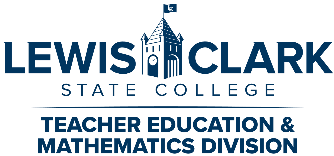 LEWIS CLARK
STATE COLLEGE
TEACHER EDUCATION &
MATHEMATICS DIVISION